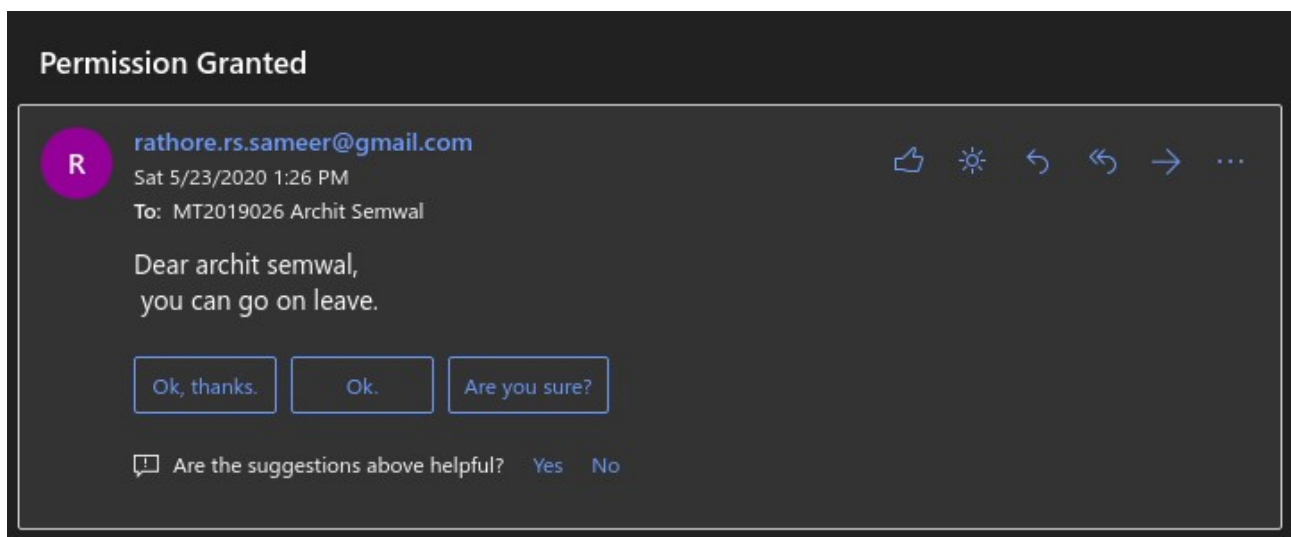 Permission Granted
R
rathore.rs.sameer@gmail.com
Sat 5/23/2020 1:26 PM
To: MT2019026 Archit Semwal
Dear archit semwal,
you can go on leave.
Ok, thanks.
Ok.
Are you sure?
Are the suggestions above helpful? Yes No